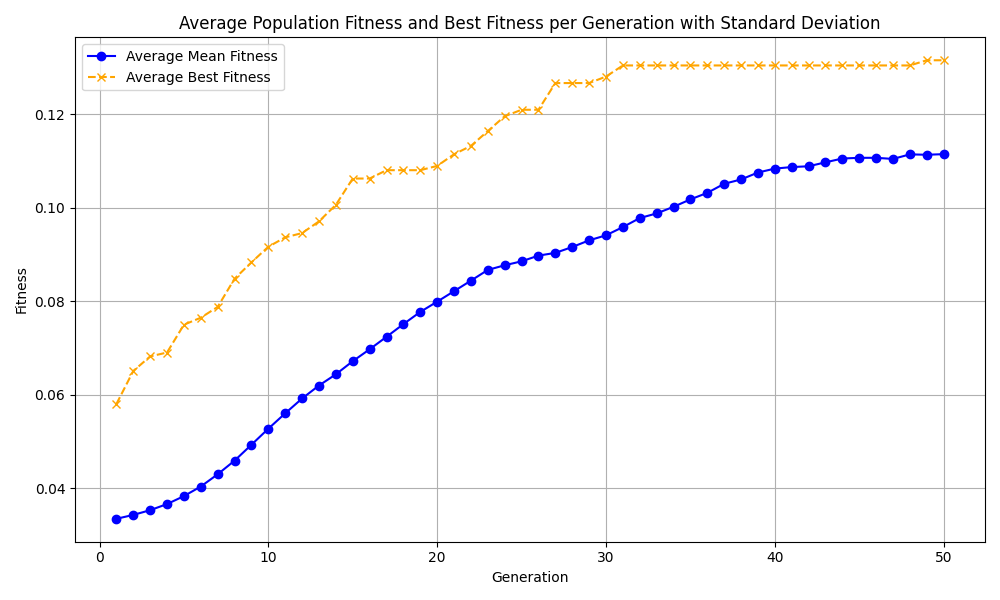 Average Population Fitness and Best Fitness per Generation with Standard Deviation
Average Mean Fitness
Average Best Fitness
Fitness
0.12
0.10
0.08
0.06
0.04
0 10 20 30 40 50
Generation